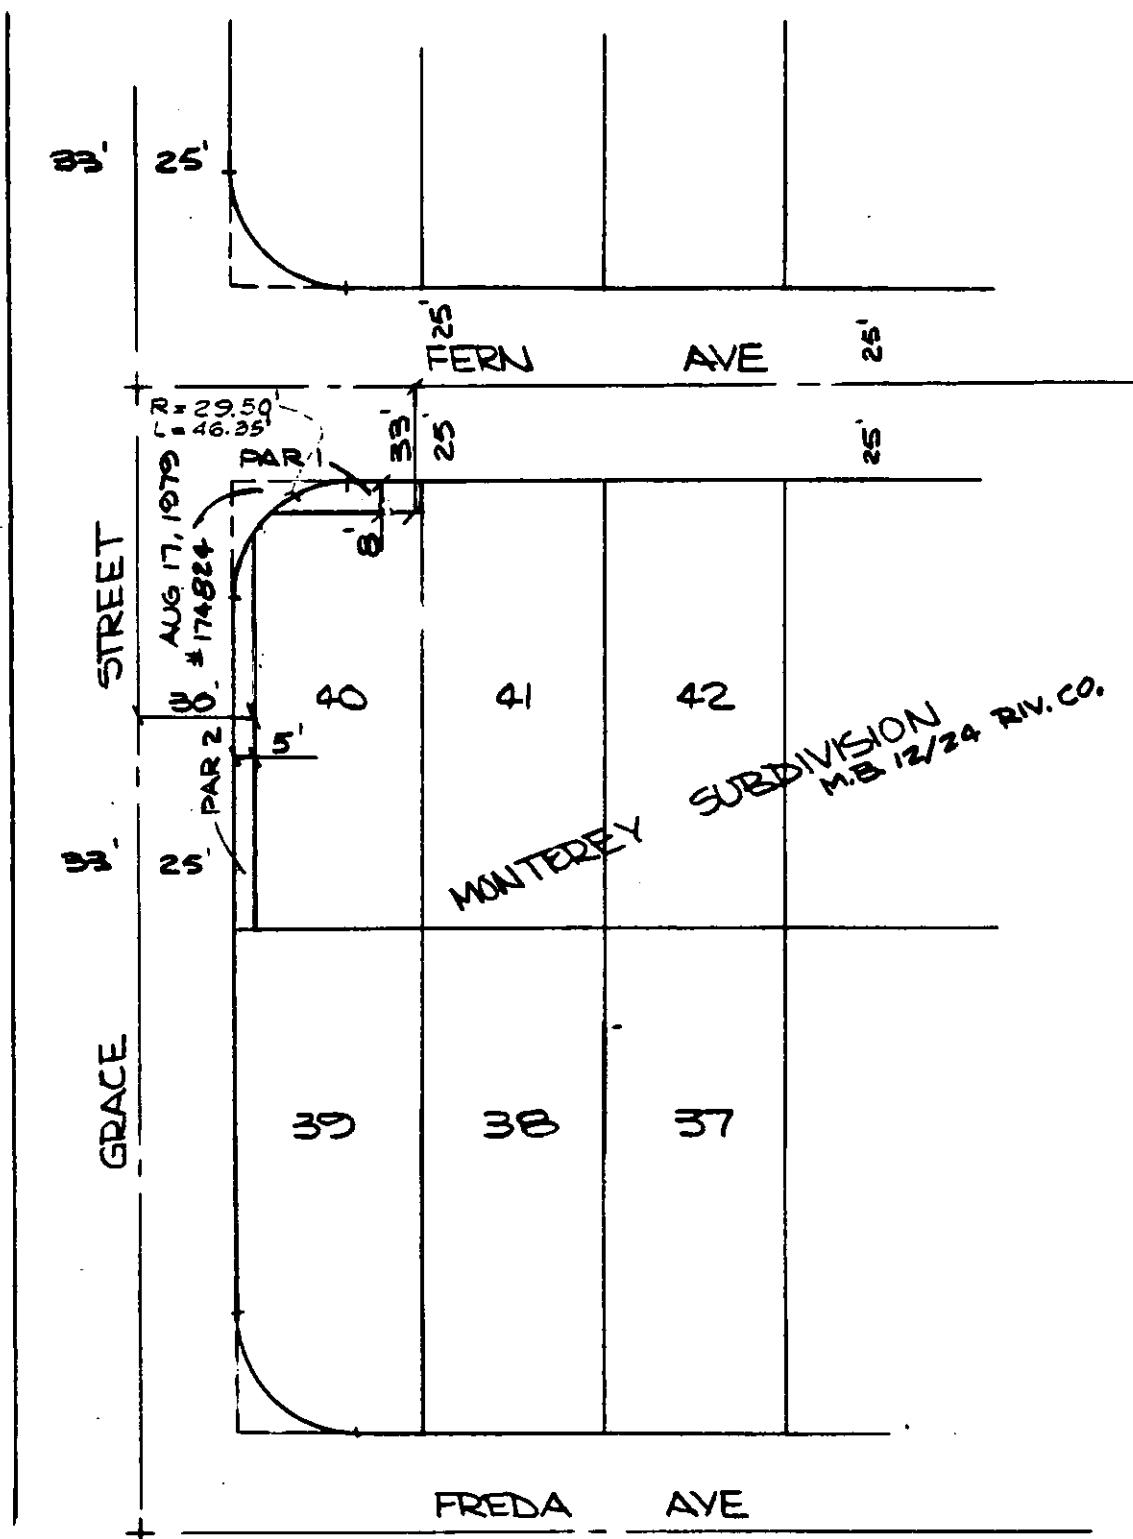 33' 25'
25'
FERN AVE
25'
R = 29.50'
L = 46.35'
33'
25'
25'
PAR 1
AUG 17, 1979
# 174824
8'
STREET
30'
40 41 42
5'
PAR 2
SUBDIVISION
M.B. 12/24 RIV. CO.
MONTEREY
33' 25'
GRACE
39 38 37
FREDA AVE